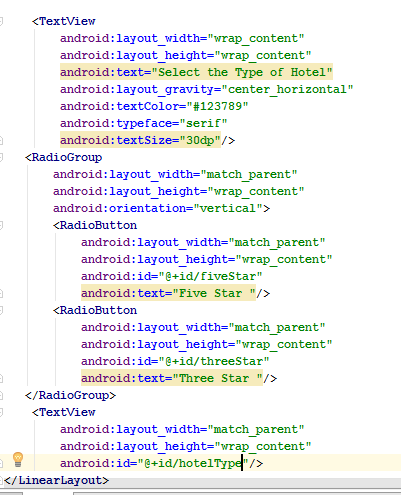 <TextView
android:layout_width="wrap_content"
android:layout_height="wrap_content"
android:text="Select the Type of Hotel"
android:layout_gravity="center_horizontal"
android:textColor="#123789"
android:typeface="serif"
android:textSize="30dp"/>
<RadioGroup
android:layout_width="match_parent"
android:layout_height="wrap_content"
android:orientation="vertical">
<RadioButton
android:layout_width="match_parent"
android:layout_height="wrap_content"
android:id="@+id/fiveStar"
android:text="Five Star "/>
<RadioButton
android:layout_width="match_parent"
android:layout_height="wrap_content"
android:id="@+id/threeStar"
android:text="Three Star "/>
</RadioGroup>
<TextView
android:layout_width="match_parent"
android:layout_height="wrap_content"
android:id="@+id/hotelType"/>
</LinearLayout>